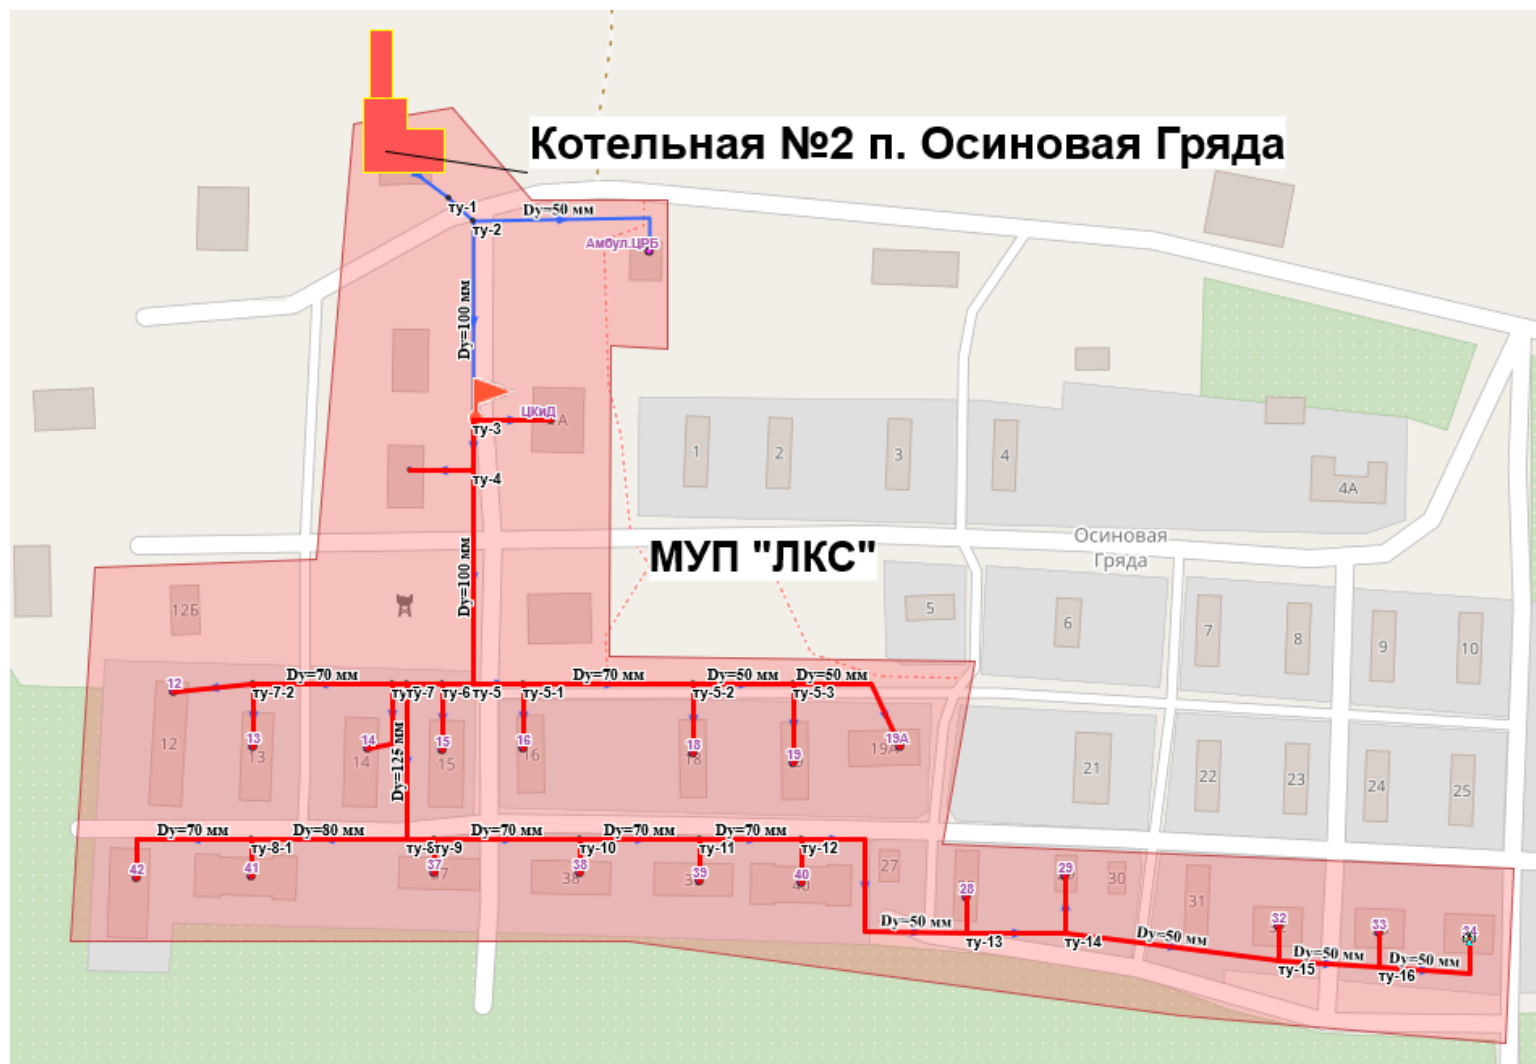 Котельная №2 п. Осиновая Гряда
ту-1
Dy=50 мм
ту-2
Амбул.ЦРБ
Dy=100 мм
ЦКиД
ту-3
1
2
3
4
4А
ту-4
Осиновая
Гряда
МУП "ЛКС"
Dy=100 мм
12Б
5
6
7
8
9
10
Dy=70 мм
Dy=70 мм
Dy=50 мм
Dy=50 мм
12
ту-7-2
ту-7
ту-6
ту-5
ту-5-1
ту-5-2
ту-5-3
13
14
15
16
18
19
19А
12
13
14
15
16
18
19А
21
22
23
24
25
Dy=125 мм
Dy=70 мм
Dy=80 мм
Dy=70 мм
Dy=70 мм
Dy=70 мм
ту-8-1
ту-8
ту-9
ту-10
ту-11
ту-12
42
41
37
38
39
40
27
28
29
30
31
32
33
34
Dy=50 мм
ту-13
ту-14
Dy=50 мм
Dy=50 мм
Dy=50 мм
ту-15
ту-16